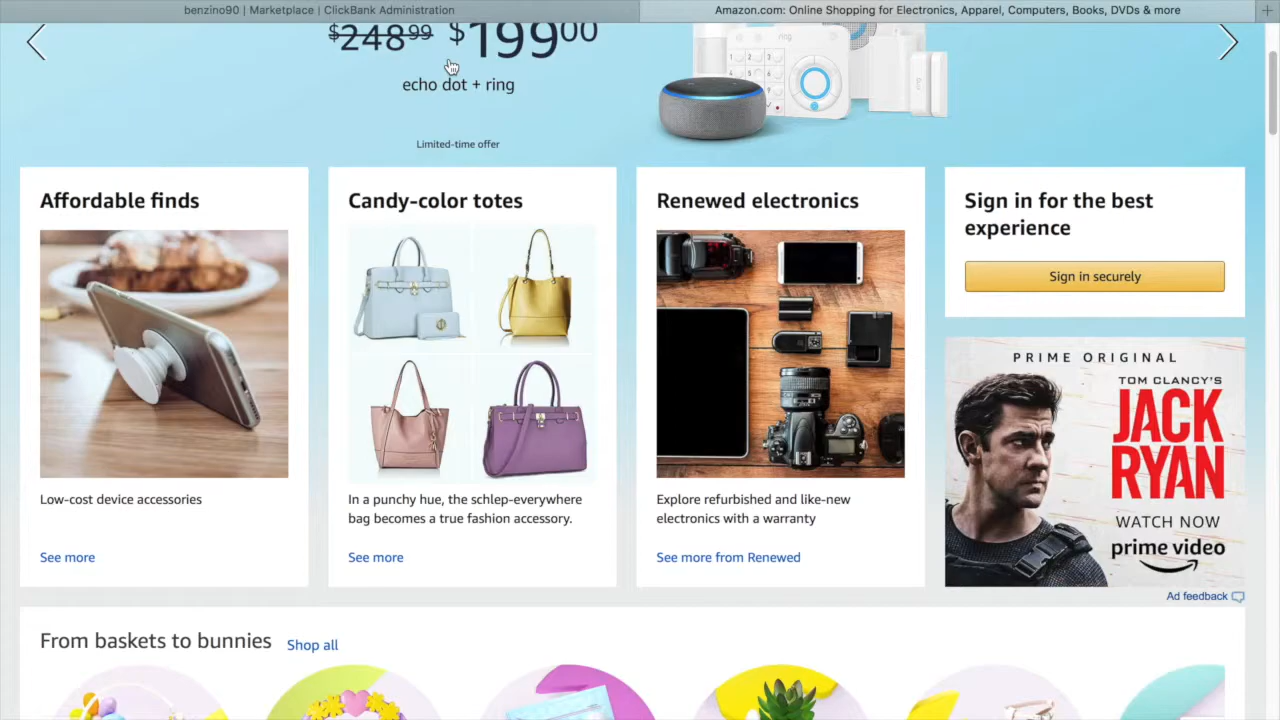 benzino90 | Marketplace | ClickBank Administration
Amazon.com: Online Shopping for Electronics, Apparel, Computers, Books, DVDs & more
$248.99 $199.00
echo dot + ring
Limited-time offer
ring
Affordable finds
Low-cost device accessories
See more
Candy-color totes
In a punchy hue, the schlep-everywhere
bag becomes a true fashion accessory.
See more
Renewed electronics
Explore refurbished and like-new
electronics with a warranty
See more from Renewed
Sign in for the best
experience
Sign in securely
PRIME ORIGINAL
TOM CLANCY'S
JACK
RYAN
WATCH NOW
prime video
Ad feedback
From baskets to bunnies Shop all